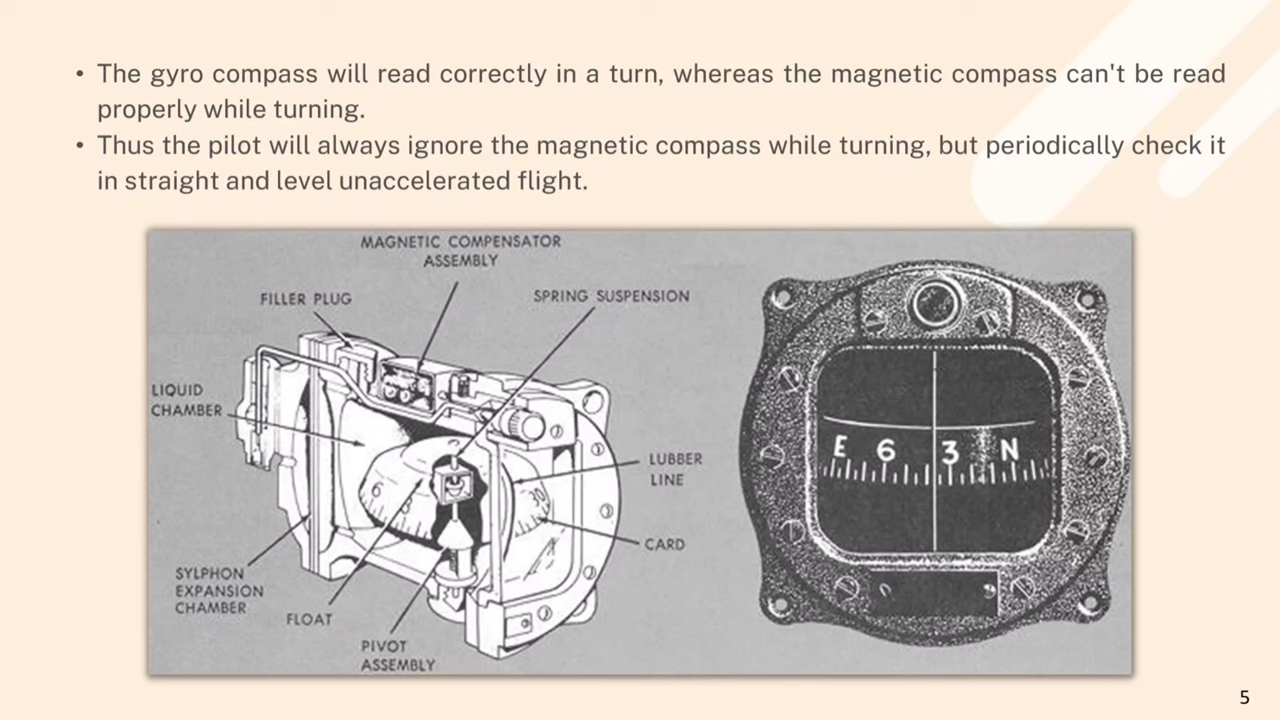 • The gyro compass will read correctly in a turn, whereas the magnetic compass can't be read
properly while turning.
• Thus the pilot will always ignore the magnetic compass while turning, but periodically check it
in straight and level unaccelerated flight.
MAGNETIC COMPENSATOR
ASSEMBLY
FILLER PLUG
SPRING SUSPENSION
LIQUID
CHAMBER
LUBBER
LINE
CARD
SYLPHON
EXPANSION
CHAMBER
FLOAT
PIVOT
ASSEMBLY
6
30
E 6 3 N
5